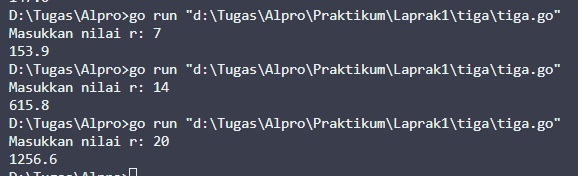 D:\Tugas\Alpro>go run "d:\Tugas\Alpro\Praktikum\Laprak1\tiga\tiga.go"
Masukkan nilai r: 7
153.9
D:\Tugas\Alpro>go run "d:\Tugas\Alpro\Praktikum\Laprak1\tiga\tiga.go"
Masukkan nilai r: 14
615.8
D:\Tugas\Alpro>go run "d:\Tugas\Alpro\Praktikum\Laprak1\tiga\tiga.go"
Masukkan nilai r: 20
1256.6
D:\Tugas\Alpro>